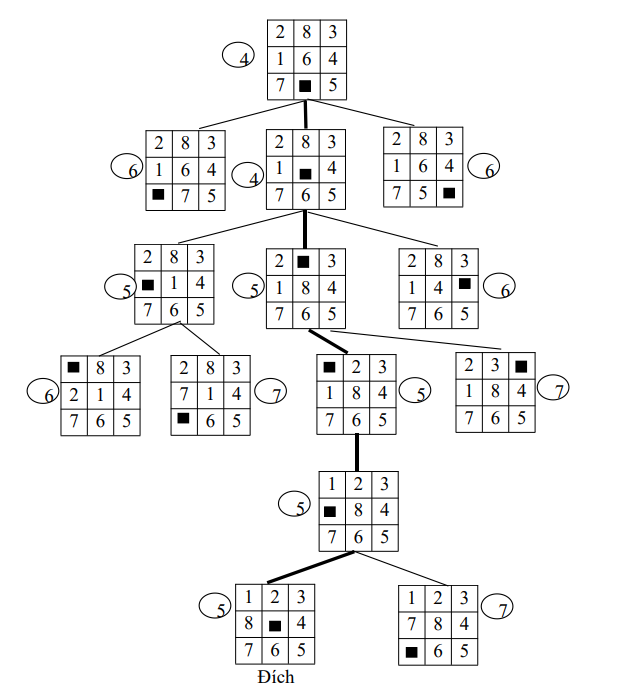 2 8 3
4 1 6 4
7 ■ 5
2 8 3
6 1 6 4
■ 7 5
2 8 3
4 1 ■ 4
7 6 5
2 8 3
1 6 4 6
7 5 ■
2 8 3
5 ■ 1 4
7 6 5
2 ■ 3
5 1 8 4
7 6 5
2 8 3
1 4 ■ 6
7 6 5
■ 8 3
6 2 1 4
7 6 5
2 8 3
7 1 4 7
■ 6 5
■ 2 3
1 8 4 5
7 6 5
2 3 ■
1 8 4 7
7 6 5
1 2 3
5 ■ 8 4
7 6 5
1 2 3
5 8 ■ 4
7 6 5
Đích
1 2 3
7 8 4 7
■ 6 5